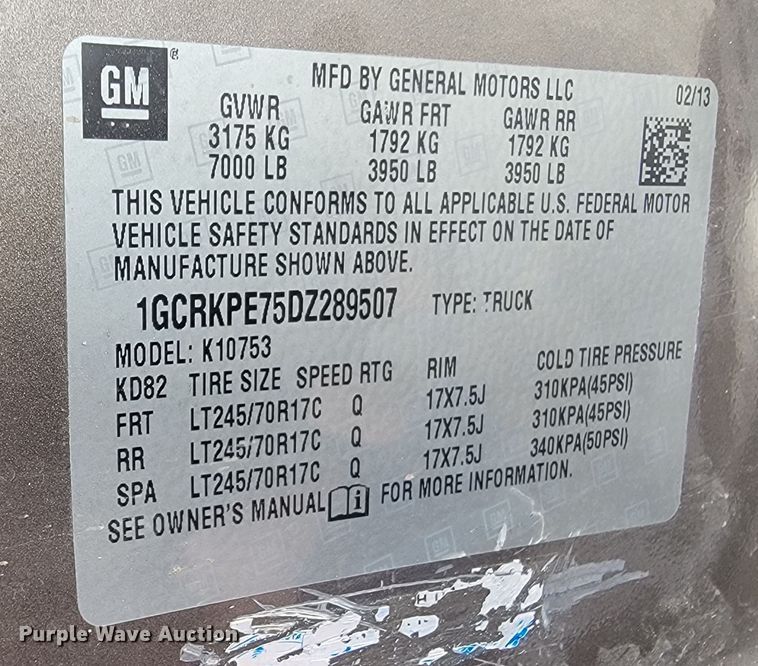 GM ®
MFD BY GENERAL MOTORS LLC 02/13
GVWR GAWR FRT GAWR RR
3175 KG 1792 KG 1792 KG
7000 LB 3950 LB 3950 LB
THIS VEHICLE CONFORMS TO ALL APPLICABLE U.S. FEDERAL MOTOR
VEHICLE SAFETY STANDARDS IN EFFECT ON THE DATE OF
MANUFACTURE SHOWN ABOVE.
1GCRKPE75DZ289507 TYPE: TRUCK
MODEL: K10753
KD82 TIRE SIZE SPEED RTG RIM COLD TIRE PRESSURE
FRT LT245/70R17C Q 17X7.5J 310KPA(45PSI)
RR LT245/70R17C Q 17X7.5J 310KPA(45PSI)
SPA LT245/70R17C Q 17X7.5J 340KPA(50PSI)
SEE OWNER'S MANUAL i FOR MORE INFORMATION.
Purple Wave Auction